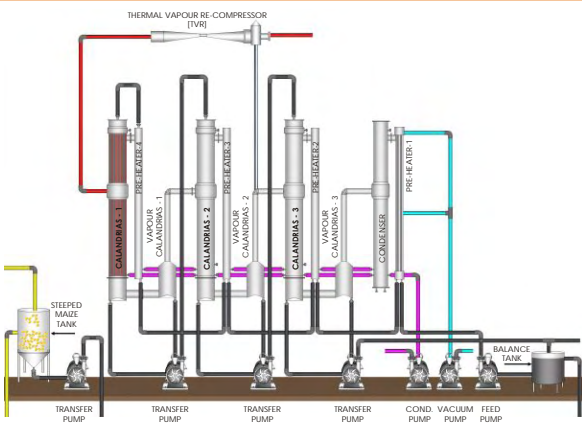 THERMAL VAPOUR RE-COMPRESSOR
[TVR]
CALANDRIAS - 1
PRE-HEATER-4
VAPOUR
CALANDRIAS - 1
CALANDRIAS - 2
PRE-HEATER-3
VAPOUR
CALANDRIAS - 2
CALANDRIAS - 3
PRE-HEATER-2
VAPOUR
CALANDRIAS - 3
CONDENSER
PRE-HEATER-1
STEEPED
MAIZE
TANK
BALANCE
TANK
TRANSFER
PUMP
TRANSFER
PUMP
TRANSFER
PUMP
TRANSFER
PUMP
COND.
PUMP
VACUUM
PUMP
FEED
PUMP